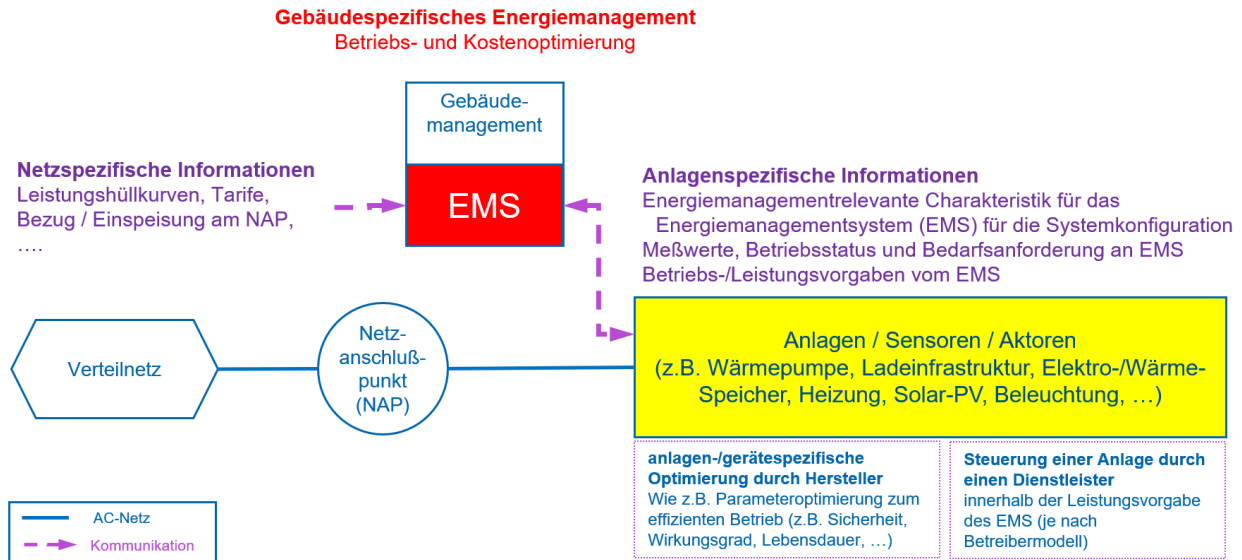 Gebäudespezifisches Energiemanagement
Betriebs- und Kostenoptimierung
Gebäude-
management
EMS
Netzspezifische Informationen
Leistungshüllkurven, Tarife,
Bezug / Einspeisung am NAP,
….
Anlagenspezifische Informationen
Energiemanagementrelevante Charakteristik für das
Energiemanagementsystem (EMS) für die Systemkonfiguration
Meßwerte, Betriebsstatus und Bedarfsanforderung an EMS
Betriebs-/Leistungsvorgaben vom EMS
Verteilnetz
Netz-
anschluß-
punkt
(NAP)
Anlagen / Sensoren / Aktoren
(z.B. Wärmepumpe, Ladeinfrastruktur, Elektro-/Wärme-
Speicher, Heizung, Solar-PV, Beleuchtung, …)
anlagen-/gerätespezifische
Optimierung durch Hersteller
Wie z.B. Parameteroptimierung zum
effizienten Betrieb (z.B. Sicherheit,
Wirkungsgrad, Lebensdauer, …)
Steuerung einer Anlage durch
einen Dienstleister
innerhalb der Leistungsvorgabe
des EMS (je nach
Betreibermodell)
AC-Netz
Kommunikation